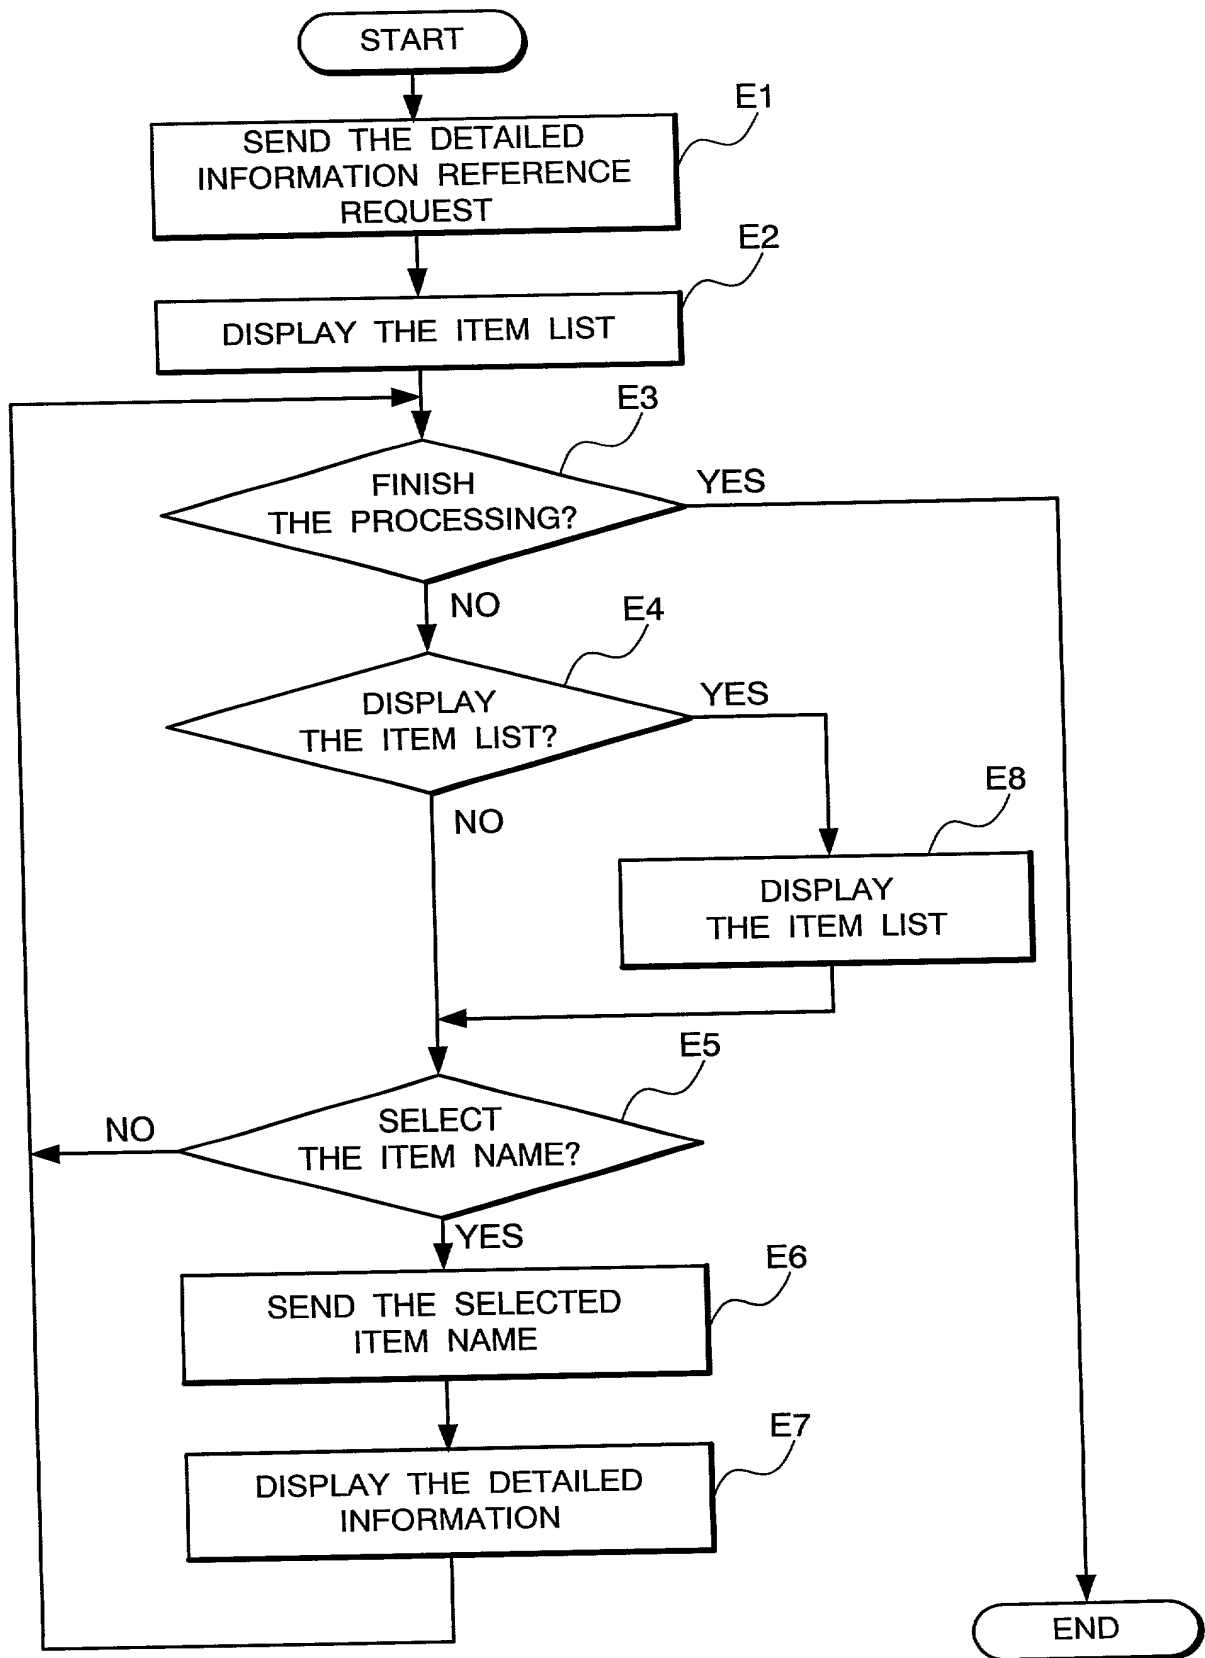 START
E1
SEND THE DETAILED
INFORMATION REFERENCE
REQUEST
E2
DISPLAY THE ITEM LIST
E3
FINISH
THE PROCESSING?
YES
NO
E4
DISPLAY
THE ITEM LIST?
YES
NO
E8
DISPLAY
THE ITEM LIST
E5
SELECT
THE ITEM NAME?
NO
YES
E6
SEND THE SELECTED
ITEM NAME
E7
DISPLAY THE DETAILED
INFORMATION
END